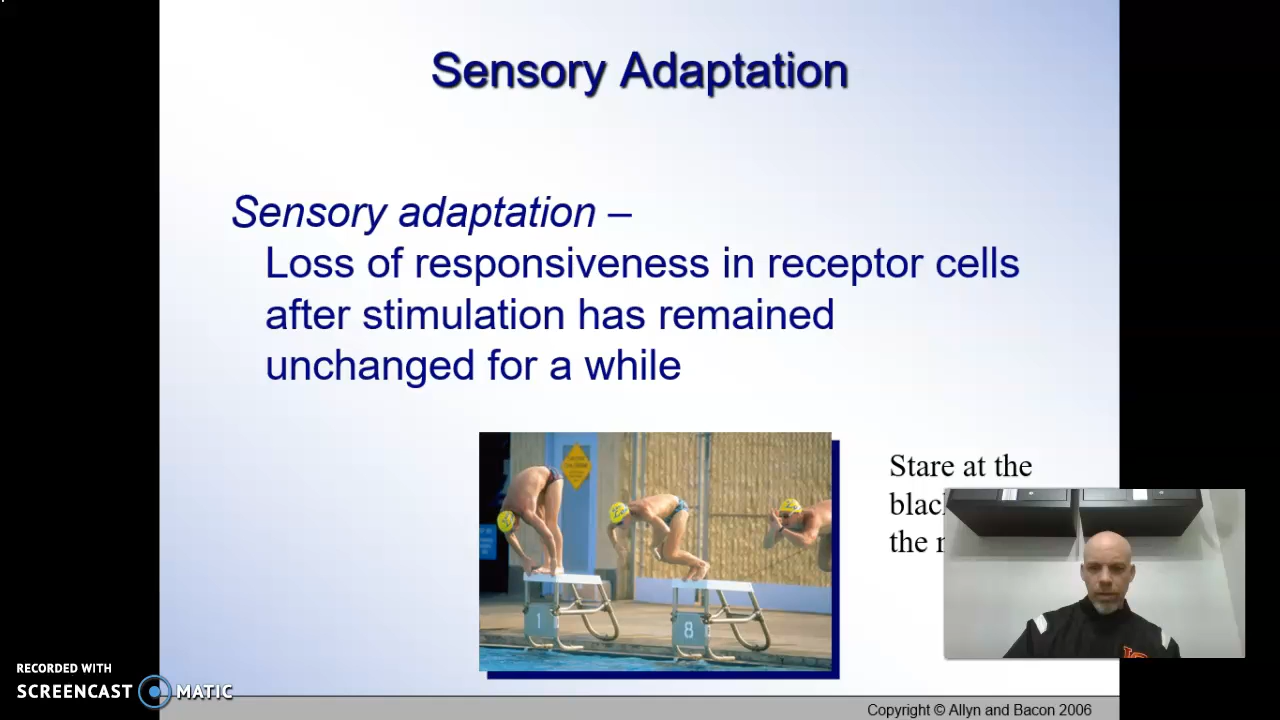 Sensory Adaptation
Sensory adaptation –
Loss of responsiveness in receptor cells
after stimulation has remained
unchanged for a while
Stare at the
the
1
8
RECORDED WITH
SCREENCAST MATIC
Copyright © Allyn and Bacon 2006